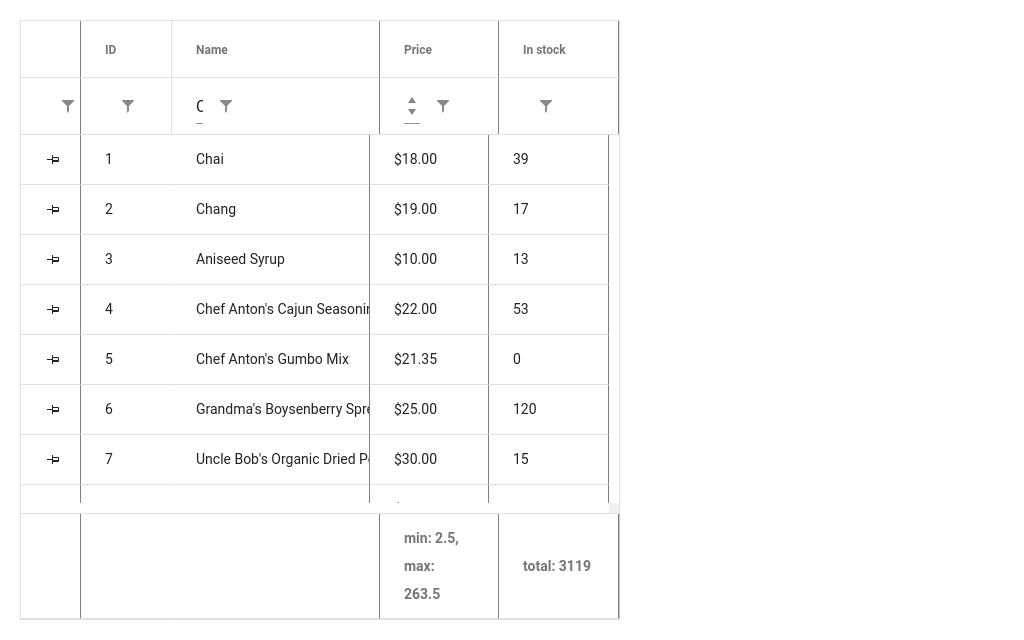 ID Name Price In stock
C
1 Chai $18.00 39
2 Chang $19.00 17
3 Aniseed Syrup $10.00 13
4 Chef Anton's Cajun Seasonin $22.00 53
5 Chef Anton's Gumbo Mix $21.35 0
6 Grandma's Boysenberry Spre $25.00 120
7 Uncle Bob's Organic Dried P $30.00 15
min: 2.5,
max:
263.5
total: 3119